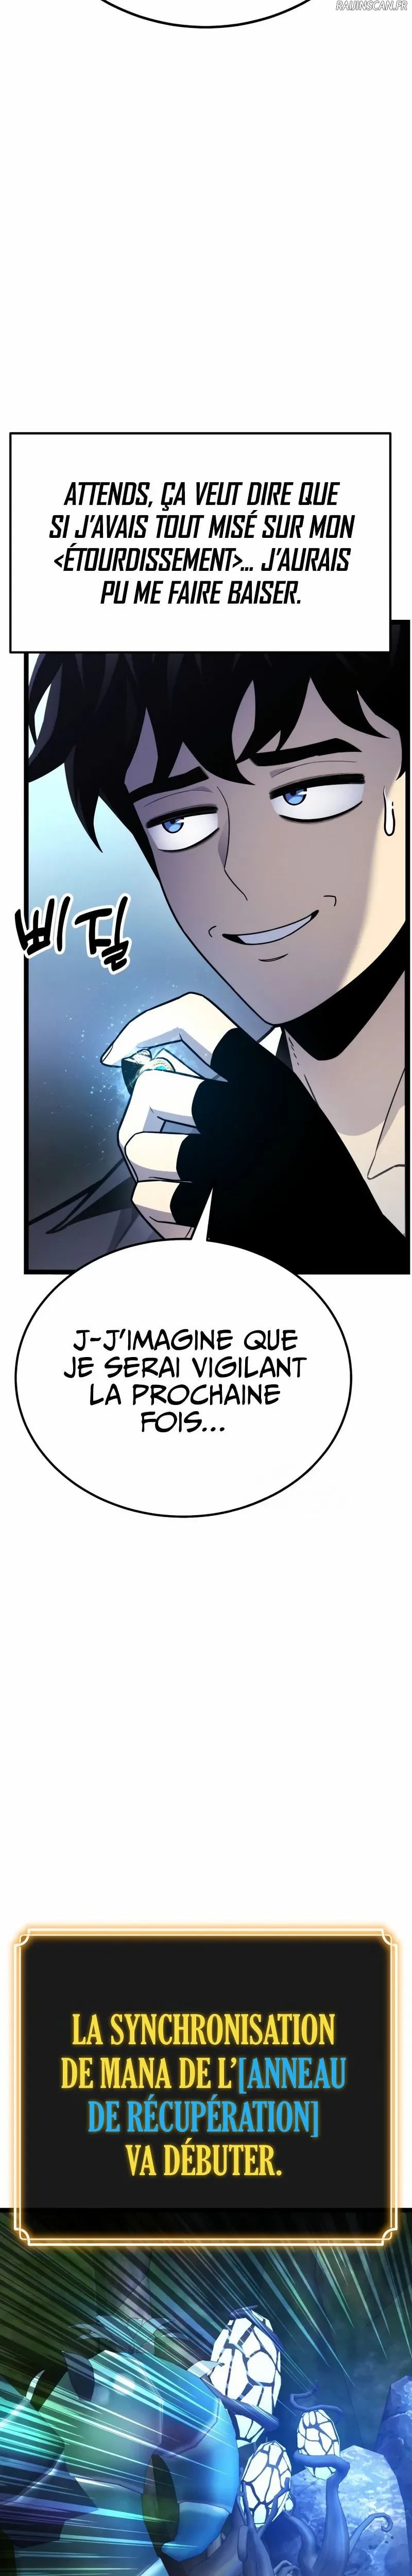 RAIJINSCAN.FR
ATTENDS, ÇA VEUT DIRE QUE
SI J'AVAIS TOUT MISÉ SUR MON
<ÉTOURDISSEMENT>... J'AURAIS
PU ME FAIRE BAISER.
삐질
J-J'IMAGINE QUE
JE SERAI VIGILANT
LA PROCHAINE
FOIS...
LA SYNCHRONISATION
DE MANA DE L'[ANNEAU
DE RÉCUPÉRATION]
VA DÉBUTER.